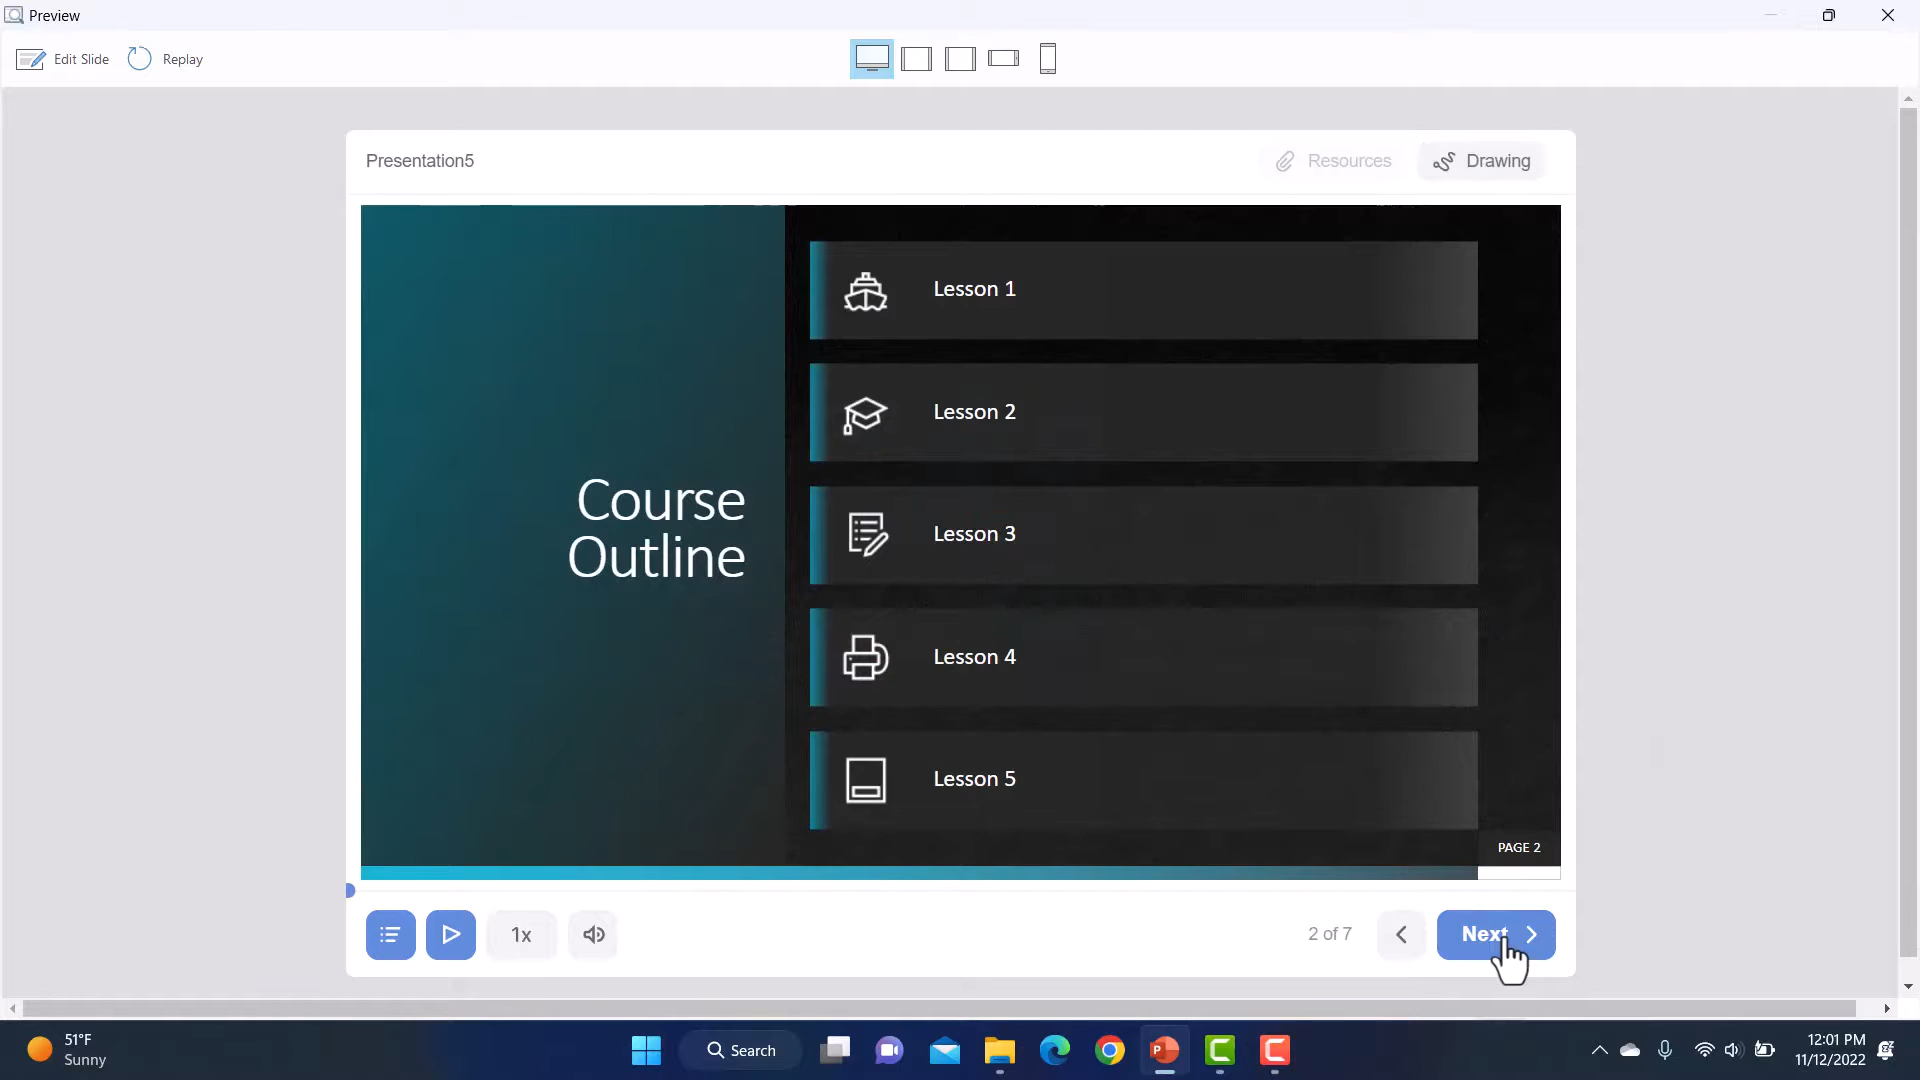 Preview
Edit Slide
Replay
Presentation5
Resources
Drawing
Course
Outline
Lesson 1
Lesson 2
Lesson 3
Lesson 4
Lesson 5
PAGE 2
1x
2 of 7
Next
51°F
Sunny
Search
12:01 PM
11/12/2022